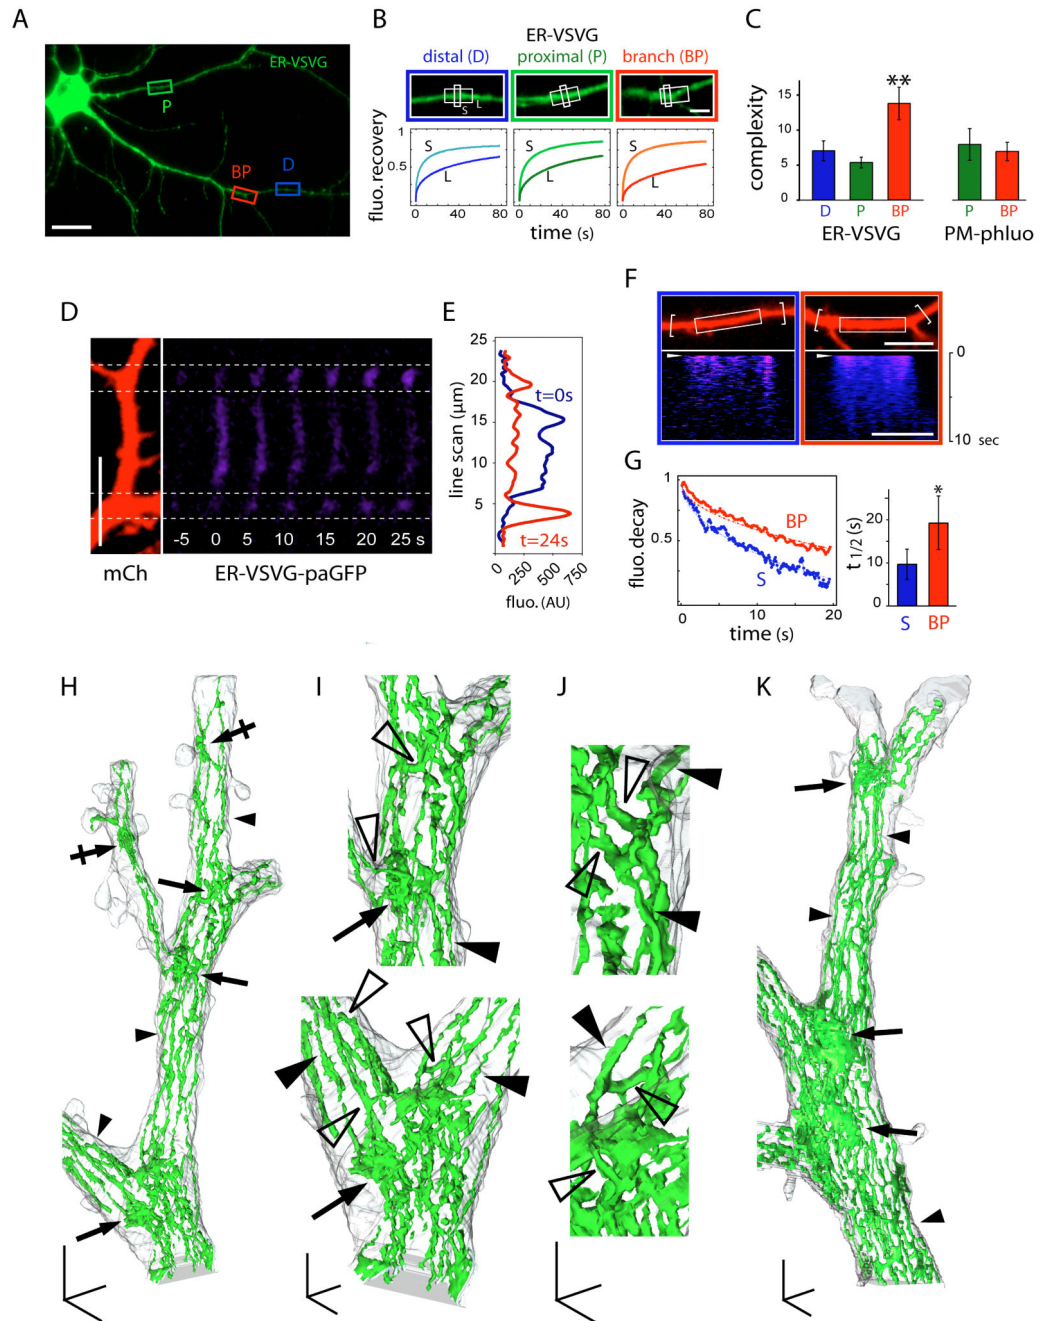 A
ER-VSVG
P
BP
D
B
ER-VSVG
distal (D)
proximal (P)
branch (BP)
S
L
fluo. recovery
1
0.5
S
L
S
L
S
L
0
40
80
0
40
80
0
40
80
time (s)
C
**
complexity
15
10
5
0
D
P
BP
P
BP
ER-VSVG
PM-phluo
D
-5
0
5
10
15
20
25 s
mCh
ER-VSVG-paGFP
E
line scan (µm)
25
20
15
10
5
t=0s
t=24s
0
250
500
750
fluo. (AU)
F
0
10 sec
G
fluo. decay
1
0.5
BP
S
0
10
20
time (s)
t 1/2 (s)
20
10
0
*
S
BP
H
I
J
K